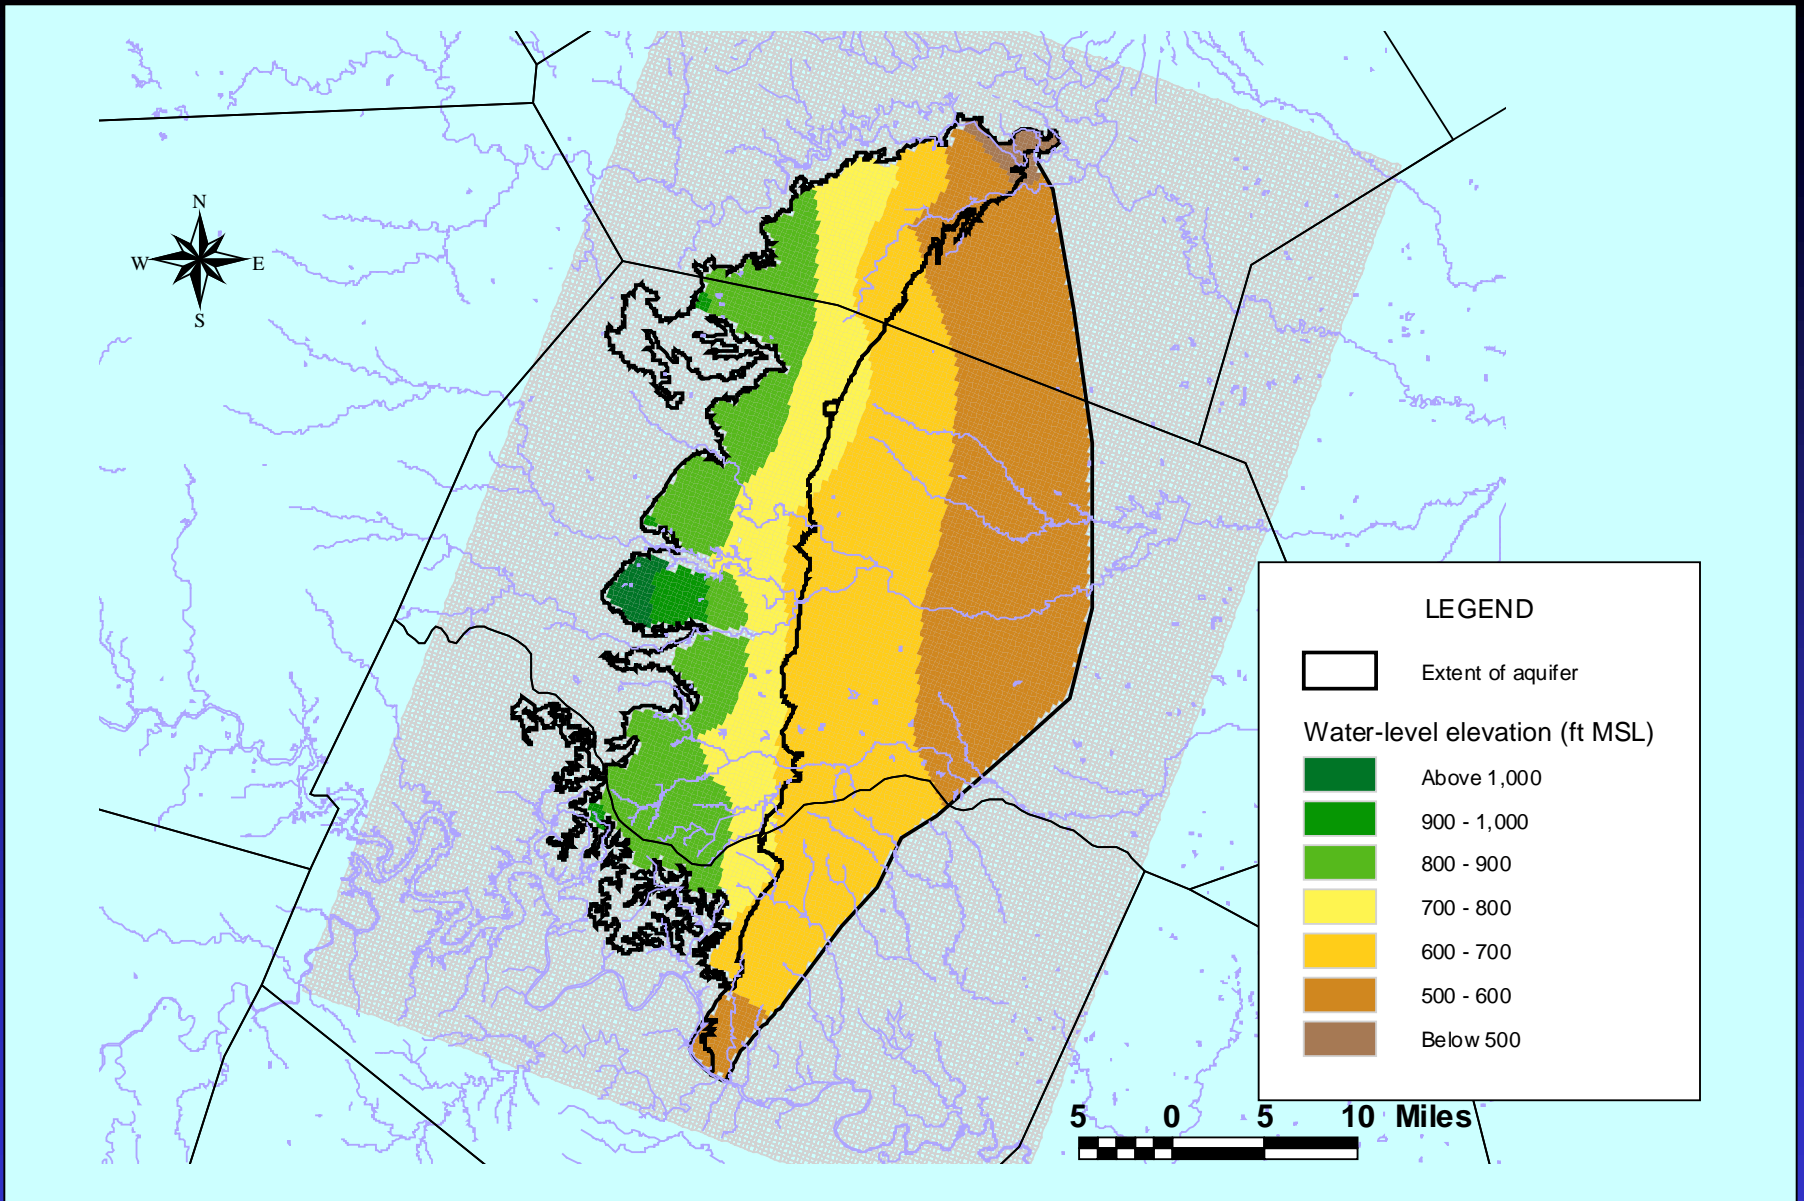 N
W E
S
LEGEND
Extent of aquifer
Water-level elevation (ft MSL)
Above 1,000
900 - 1,000
800 - 900
700 - 800
600 - 700
500 - 600
Below 500
5 0 5 10 Miles